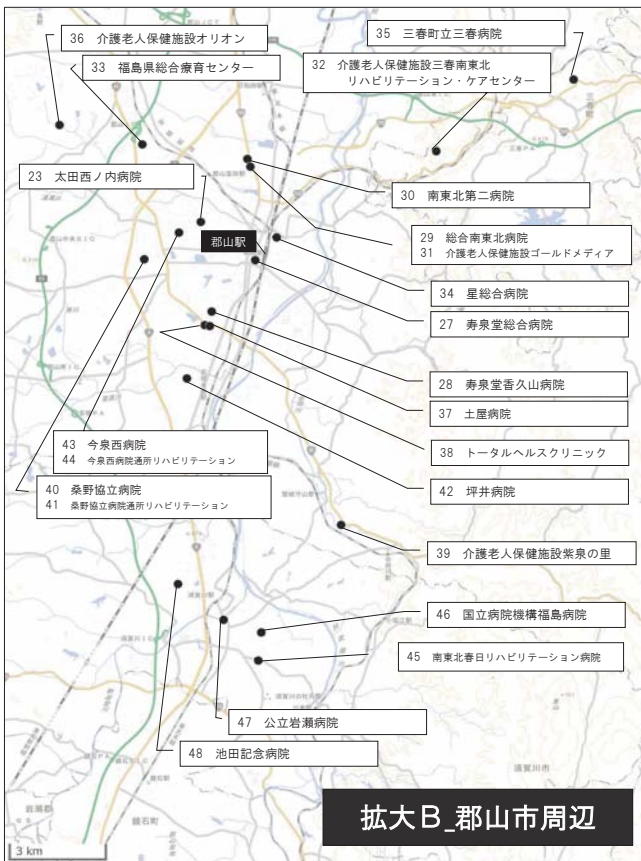 36 介護老人保健施設オリオン
35 三春町立三春病院
33 福島県総合療育センター
32 介護老人保健施設三春南東北
リハビリテーション・ケアセンター
三春町
23 太田西ノ内病院
30 南東北第二病院
郡山駅
29 総合南東北病院
31 介護老人保健施設ゴールドメディア
34 星総合病院
27 寿泉堂総合病院
28 寿泉堂香久山病院
37 土屋病院
43 今泉西病院
44 今泉西病院通所リハビリテーション
38 トータルヘルスクリニック
40 桑野協立病院
41 桑野協立病院通所リハビリテーション
42 坪井病院
39 介護老人保健施設紫泉の里
46 国立病院機構福島病院
45 南東北春日リハビリテーション病院
47 公立岩瀬病院
48 池田記念病院
須賀川市
岩瀬郡
鏡石町
拡大B_郡山市周辺
3 km